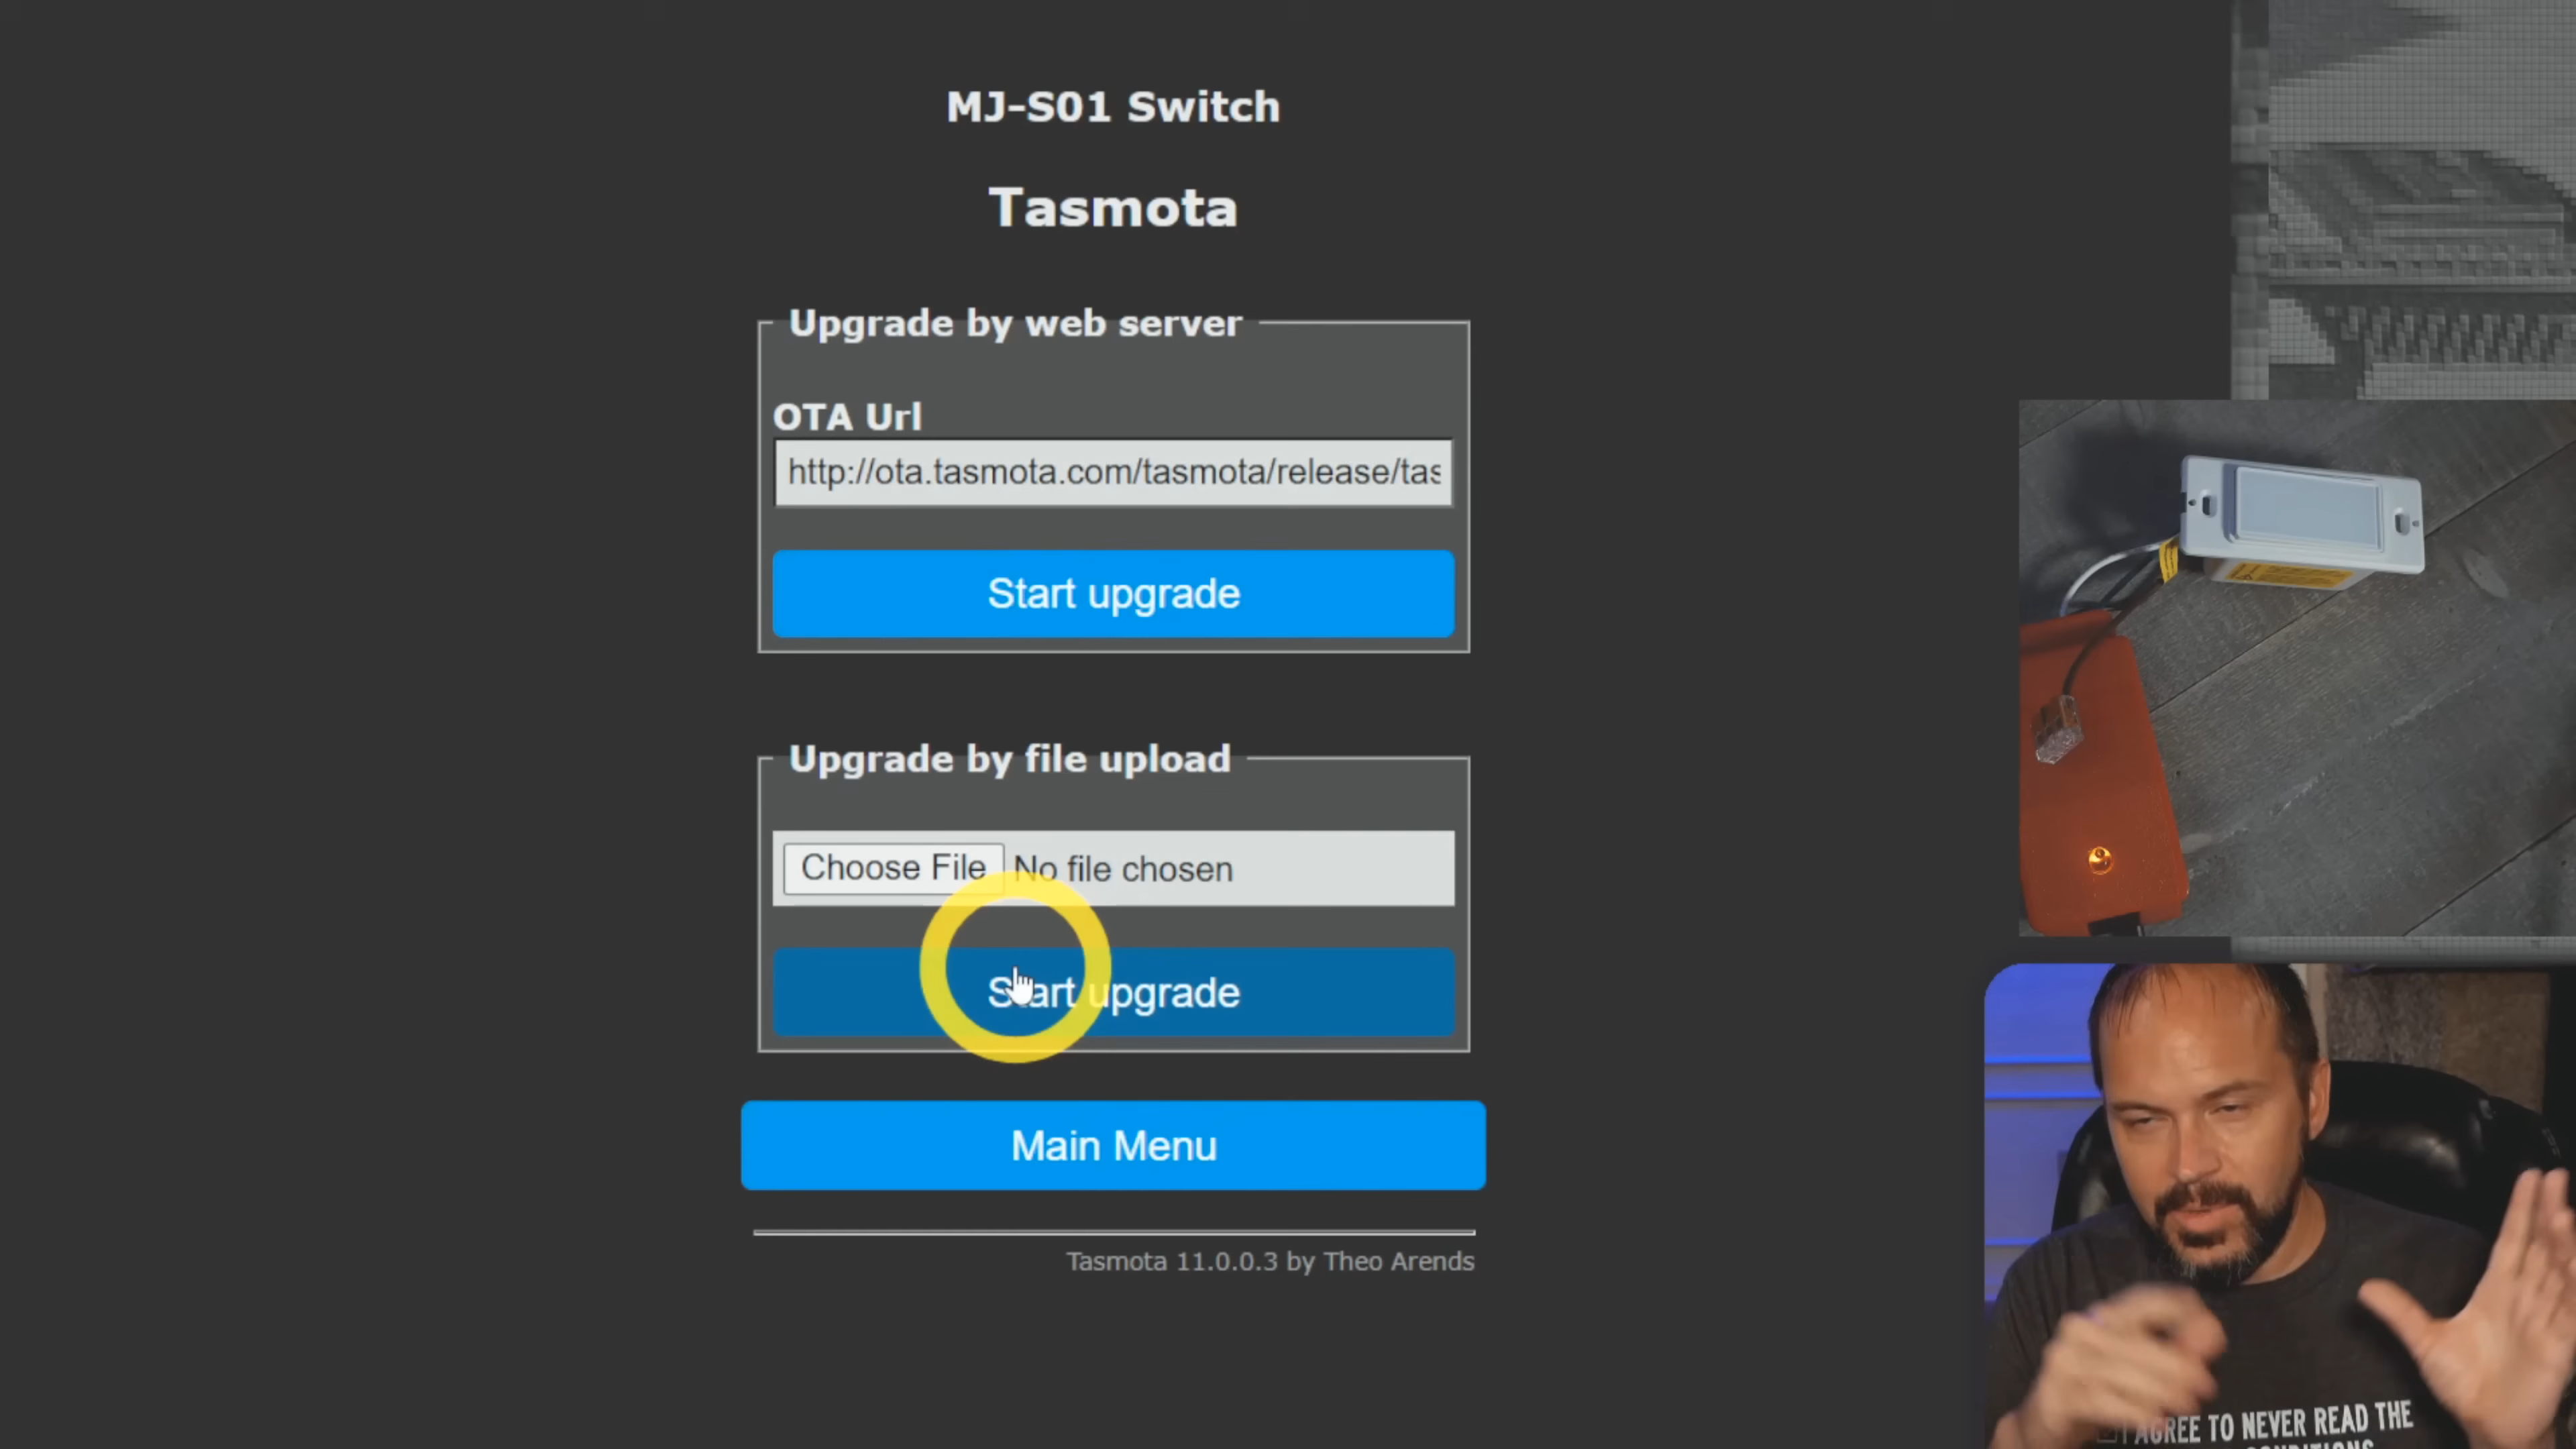 MJ-S01 Switch
Tasmota
Upgrade by web server
OTA Url
http://ota.tasmota.com/tasmota/release/tas
Start upgrade
Upgrade by file upload
Choose File No file chosen
Start upgrade
Main Menu
Tasmota 11.0.0.3 by Theo Arends
I AGREE TO NEVER READ THE
CONDITIONS